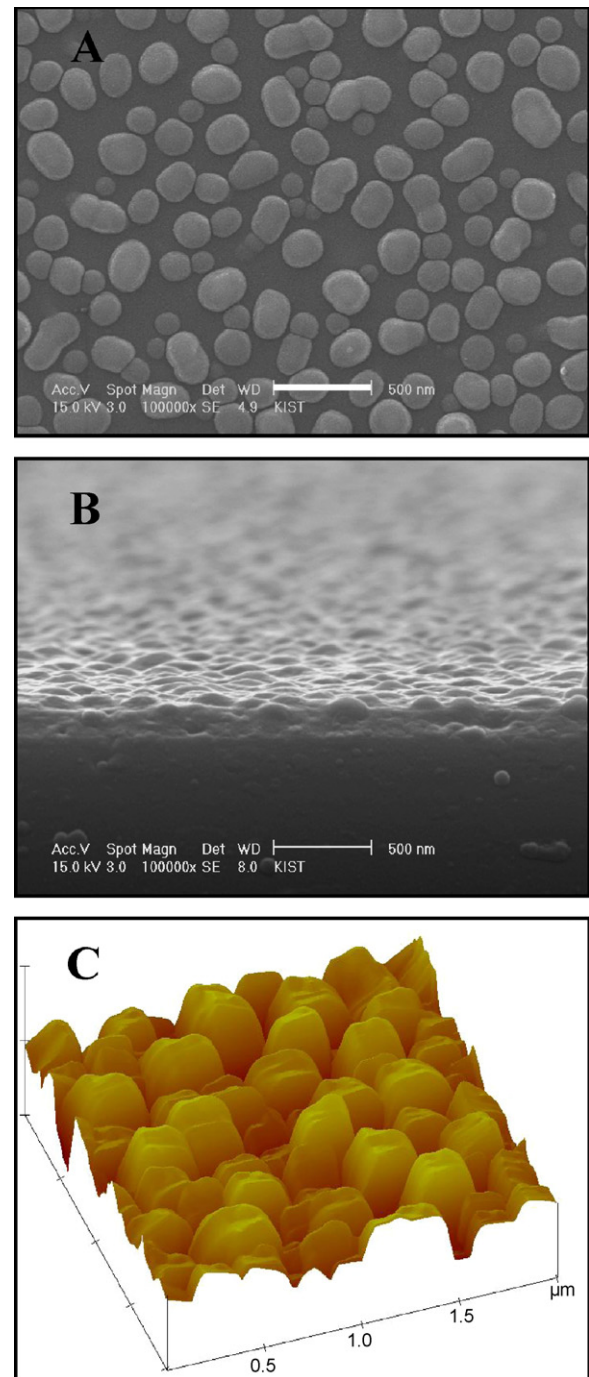 A
Acc.V Spot Magn Det WD 500 nm
15.0 kV 3.0 100000x SE 4.9 KIST
B
Acc.V Spot Magn Det WD 500 nm
15.0 kV 3.0 100000x SE 8.0 KIST
C
µm
1.5
1.0
0.5